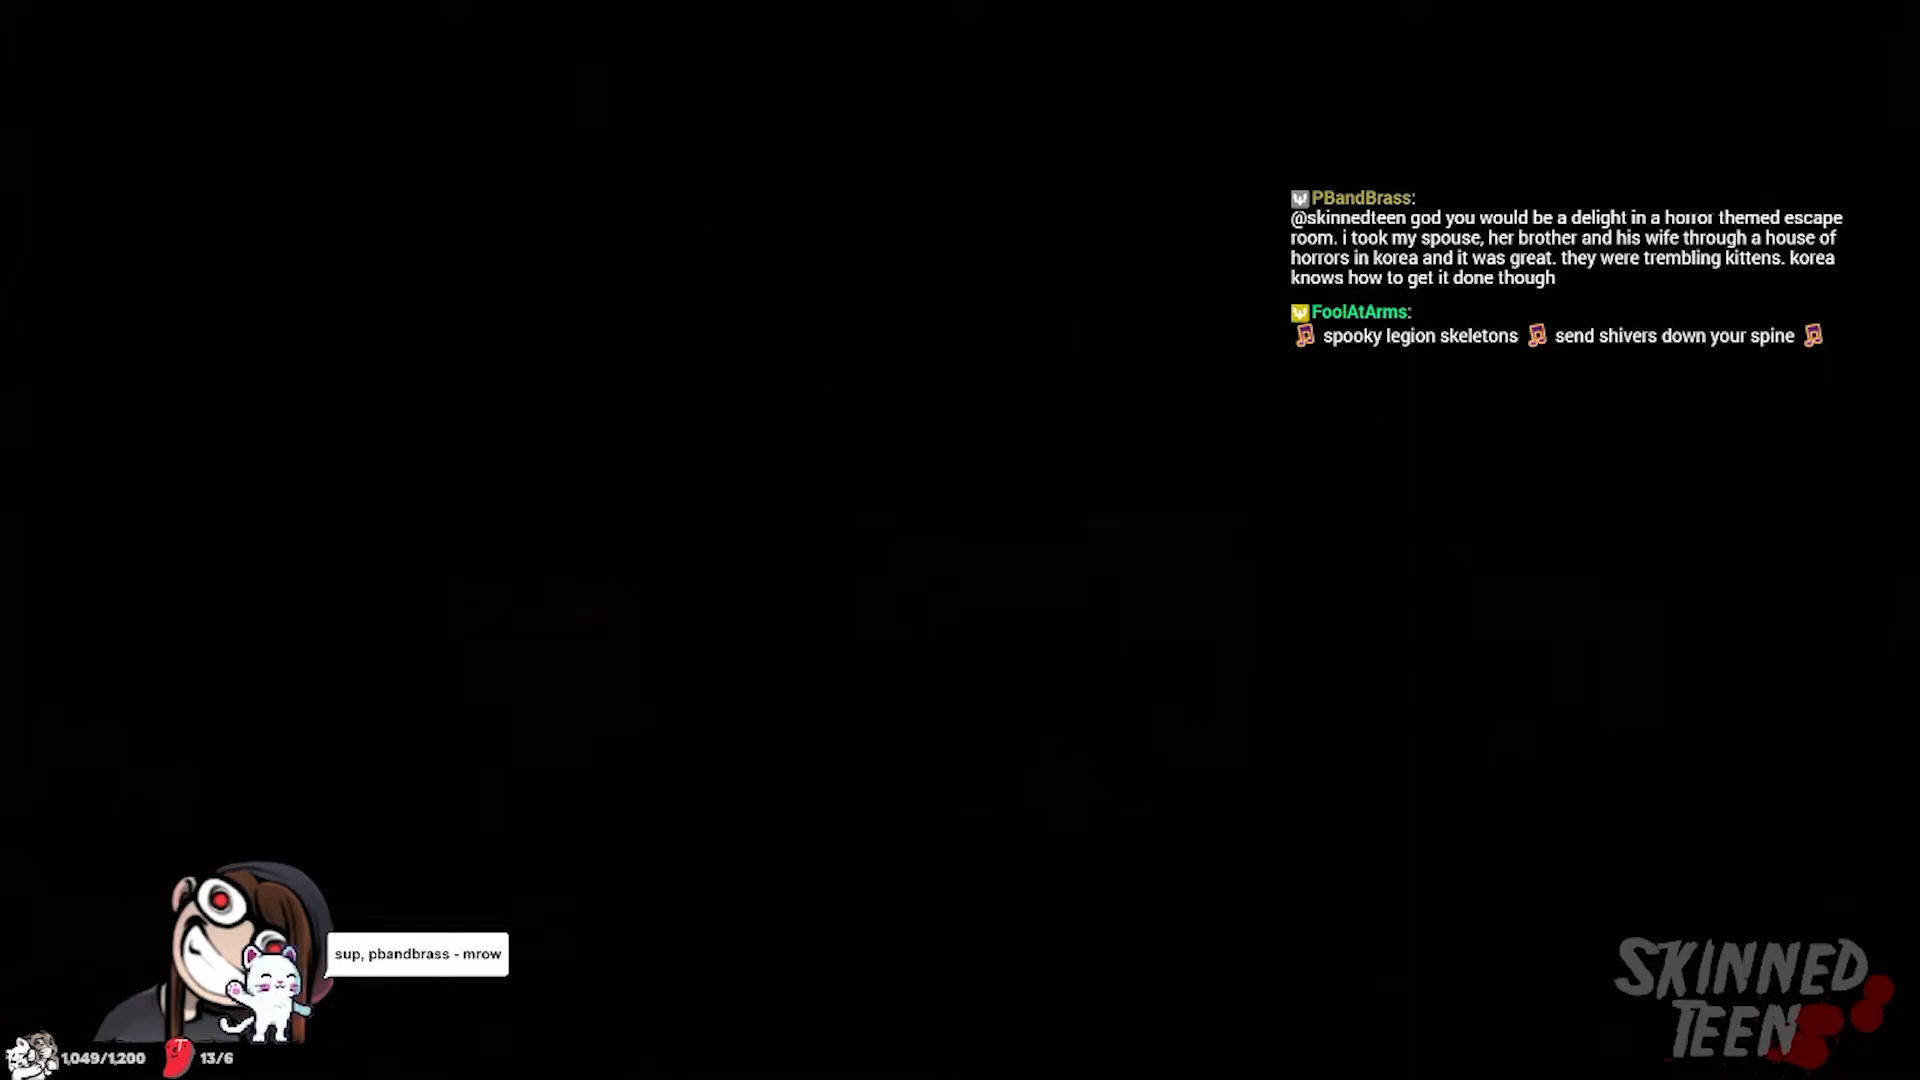 PBandBrass:
@skinnedteen god you would be a delight in a horror themed escape
room. i took my spouse, her brother and his wife through a house of
horrors in korea and it was great. they were trembling kittens. korea
knows how to get it done though
FoolAtArms:
spooky legion skeletons send shivers down your spine
sup, pbandbrass - mrow
SKINNED
TEEN
1,049/1,200 13/6